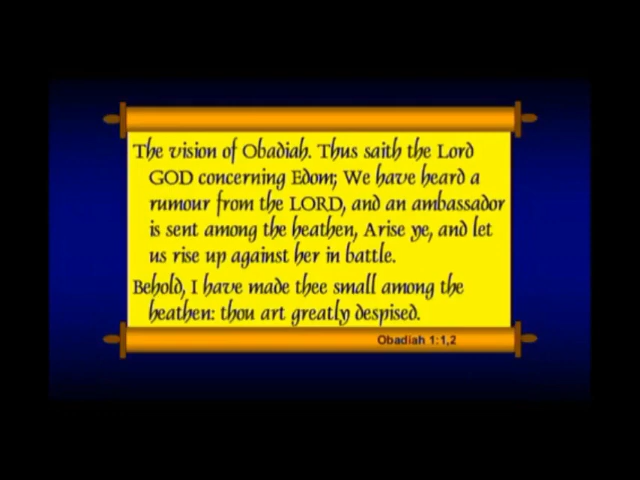 The vision of Obadiah. Thus saith the Lord
GOD concerning Edom; We have heard a
rumour from the LORD, and an ambassador
is sent among the heathen, Arise ye, and let
us rise up against her in battle.
Behold, I have made thee small among the
heathen: thou art greatly despised.
Obadiah 1:1,2